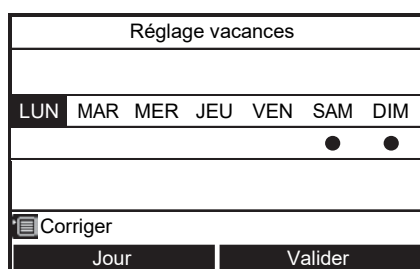 Réglage vacances
LUN MAR MER JEU VEN SAM DIM
Corriger
Jour Valider